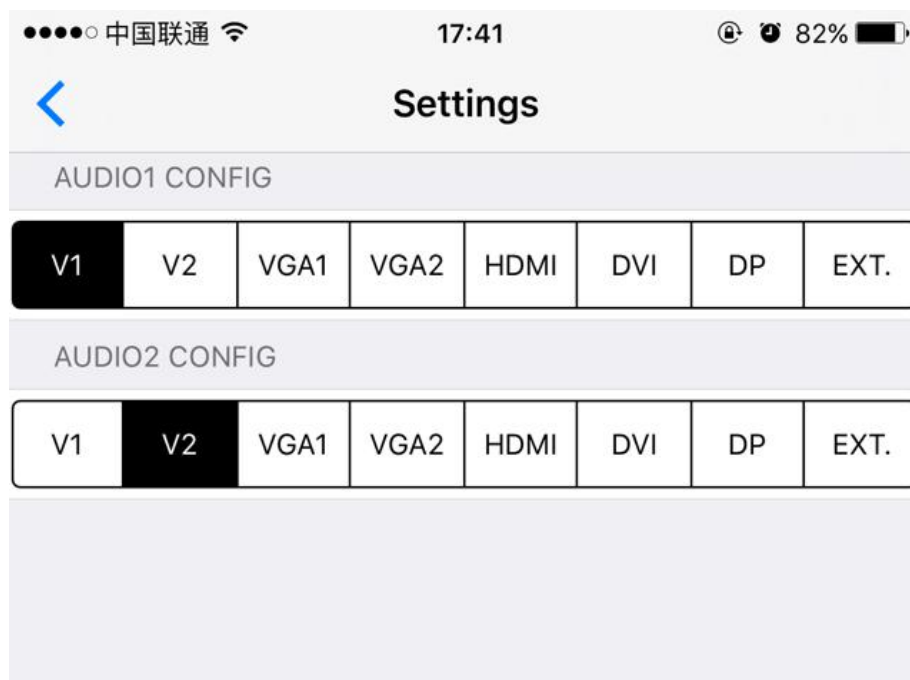 中国联通 17:41 82%
Settings
AUDIO1 CONFIG
V1 V2 VGA1 VGA2 HDMI DVI DP EXT.
AUDIO2 CONFIG
V1 V2 VGA1 VGA2 HDMI DVI DP EXT.